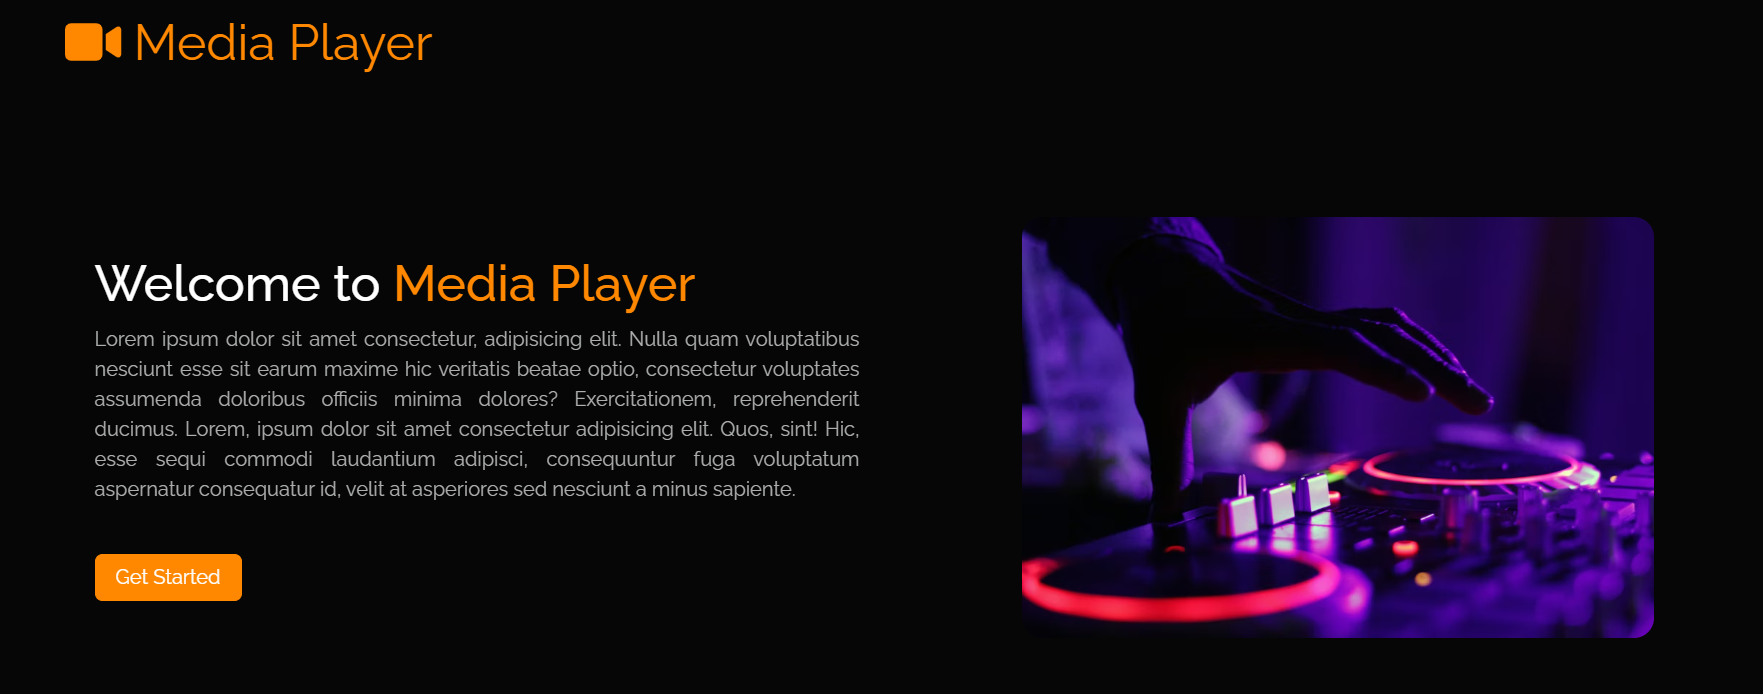 Media Player
Welcome to Media Player
Lorem ipsum dolor sit amet consectetur, adipisicing elit. Nulla quam voluptatibus
nesciunt esse sit earum maxime hic veritatis beatae optio, consectetur voluptates
assumenda doloribus officiis minima dolores? Exercitationem, reprehenderit
ducimus. Lorem, ipsum dolor sit amet consectetur adipisicing elit. Quos, sint! Hic,
esse sequi commodi laudantium adipisci, consequuntur fuga voluptatum
aspernatur consequatur id, velit at asperiores sed nesciunt a minus sapiente.
Get Started